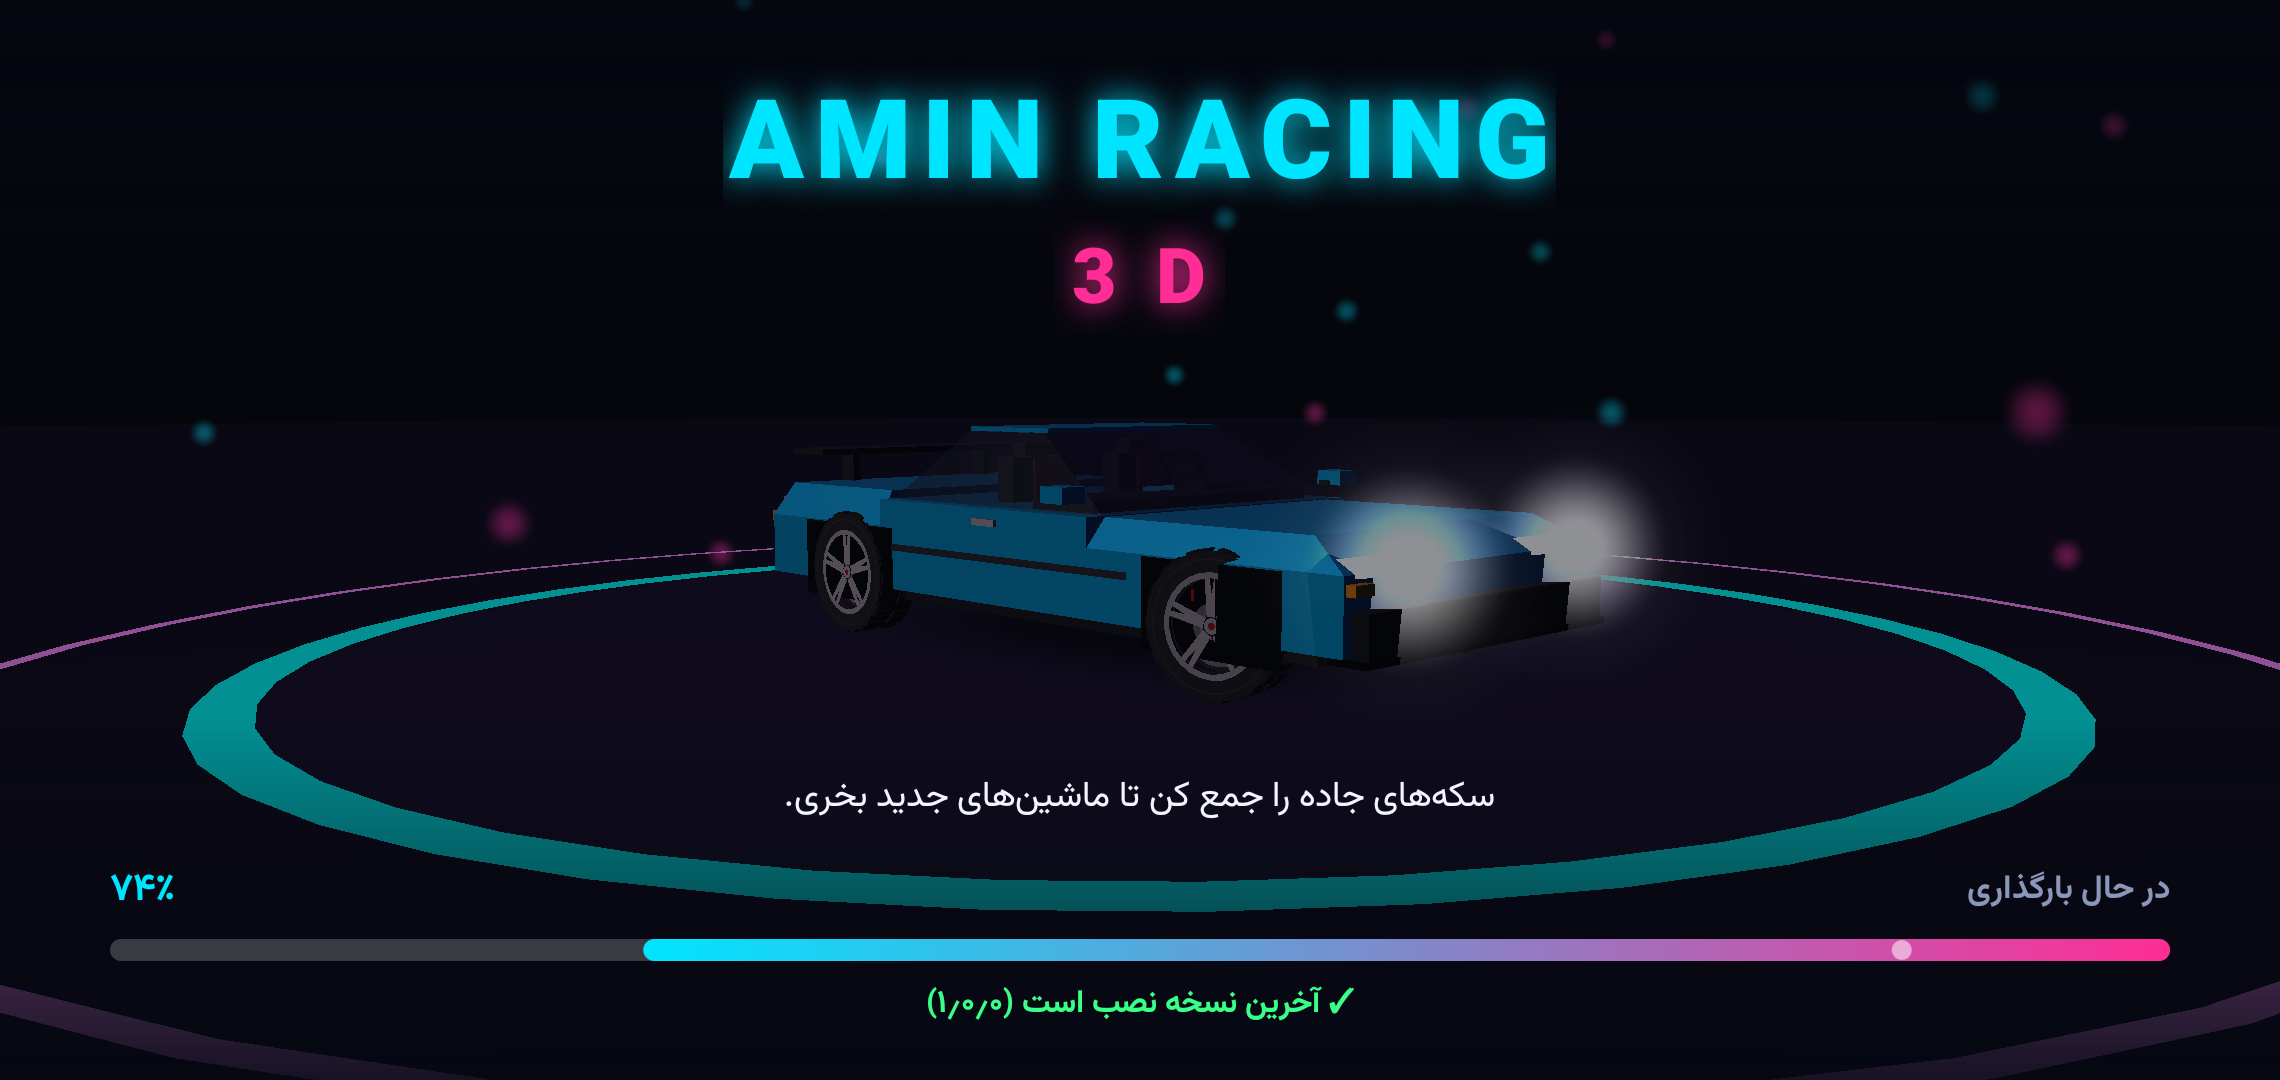 AMIN RACING
3 D
سکه‌های جاده را جمع کن تا ماشین‌های جدید بخری.
در حال بارگذاری
۷۴٪
✓ آخرین نسخه نصب است (۱٫۰٫۰)